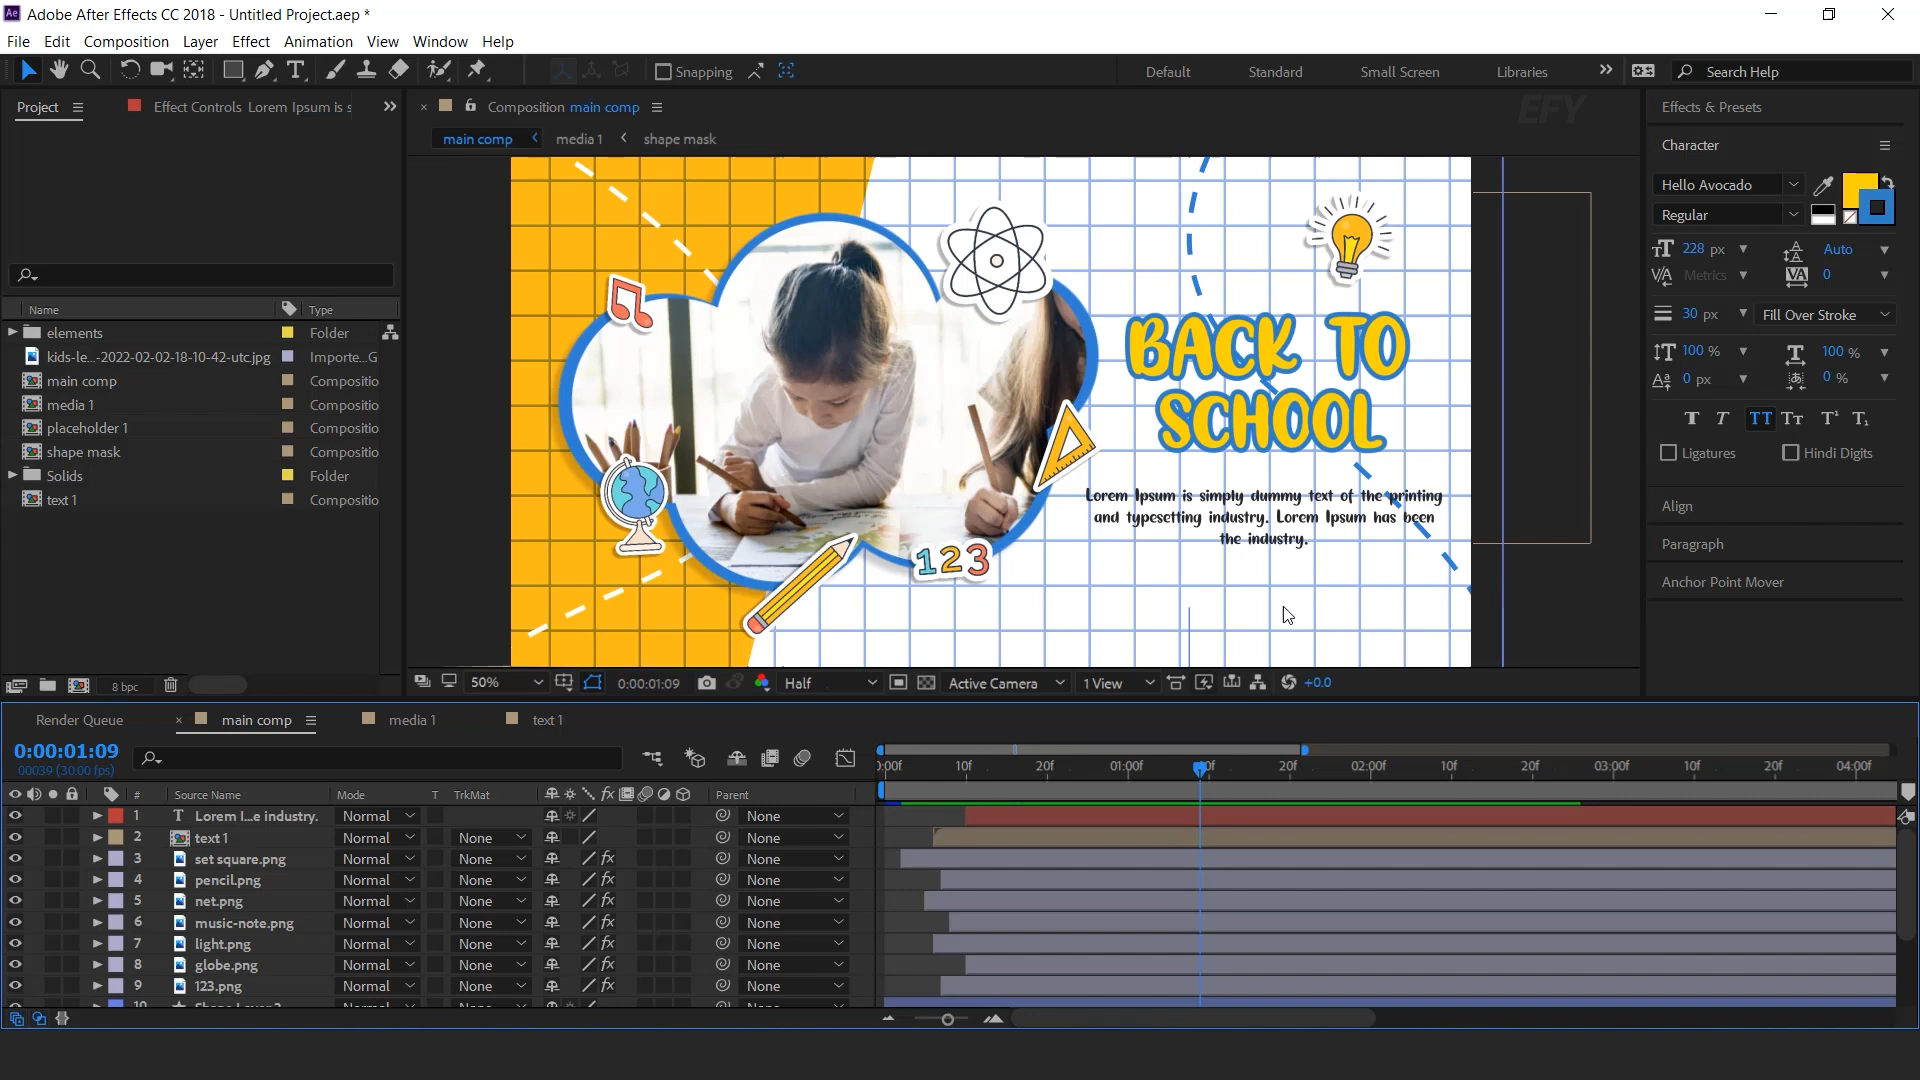 Adobe After Effects CC 2018 - Untitled Project.aep *
File Edit Composition Layer Effect Animation View Window Help
Snapping
Default Standard Small Screen Libraries Search Help
Project Effect Controls Lorem Ipsum is s
Composition main comp
EFY
main comp media 1 shape mask
Name Type
elements Folder
kids-le...-2022-02-02-18-10-42-utc.jpg Importe...G
main comp Compositio
media 1 Compositio
placeholder 1 Compositio
shape mask Compositio
Solids Folder
text 1 Compositio
8 bpc
123
BACK TO
SCHOOL
Lorem Ipsum is simply dummy text of the printing
and typesetting industry. Lorem Ipsum has been
the industry.
50% 0:00:01:09 Half Active Camera 1 View +0.0
Effects & Presets
Character
Hello Avocado
Regular
228 px Auto
Metrics 0
30 px Fill Over Stroke
100 % 100 %
0 px 0 %
Ligatures Hindi Digits
Align
Paragraph
Anchor Point Mover
Render Queue main comp media 1 text 1
0:00:01:09
00039 (30.00 fps)
:00f 10f 20f 01:00f 10f 20f 02:00f 10f 20f 03:00f 10f 20f 04:00f
# Source Name Mode T TrkMat Parent
1 Lorem I...e industry. Normal None
2 text 1 Normal None None
3 set square.png Normal None None
4 pencil.png Normal None None
5 net.png Normal None None
6 music-note.png Normal None None
7 light.png Normal None None
8 globe.png Normal None None
9 123.png Normal None None